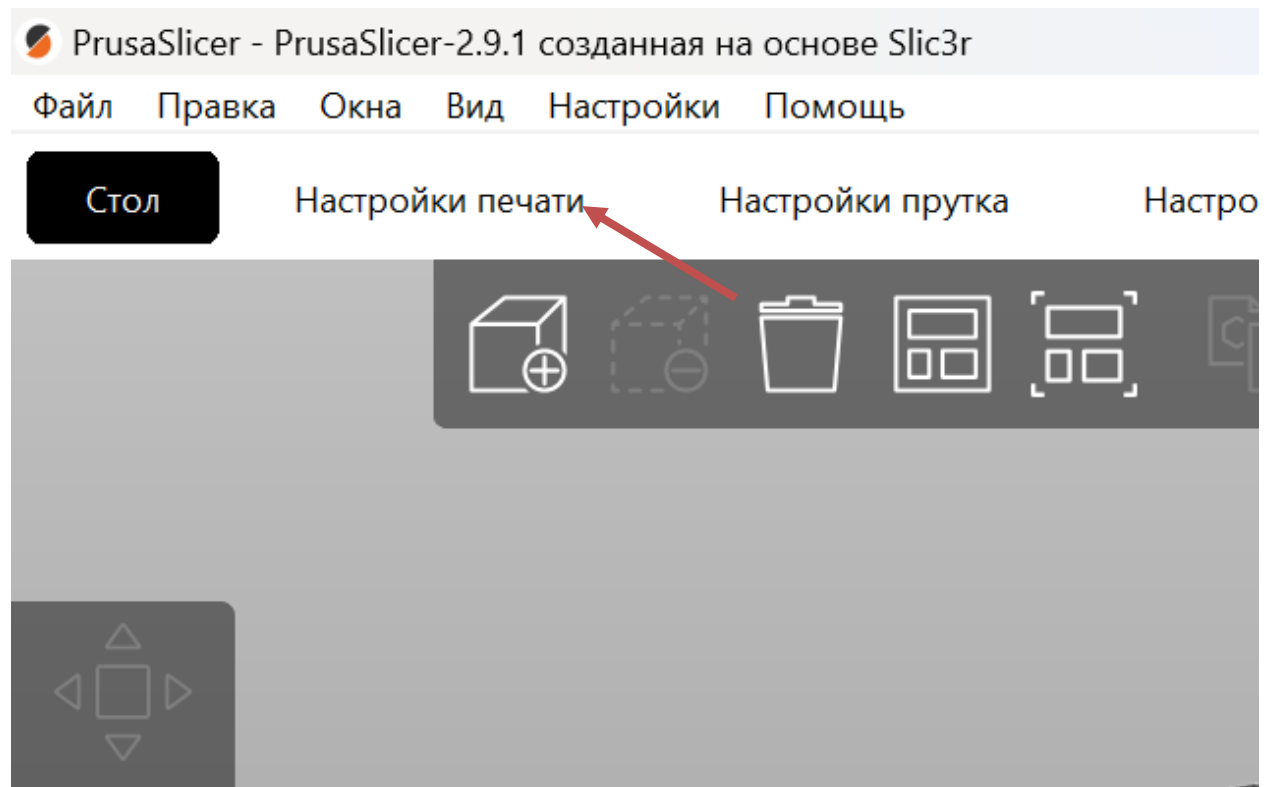 PrusaSlicer - PrusaSlicer-2.9.1 созданная на основе Slic3r
Файл Правка Окна Вид Настройки Помощь
Стол Настройки печати Настройки прутка Настро